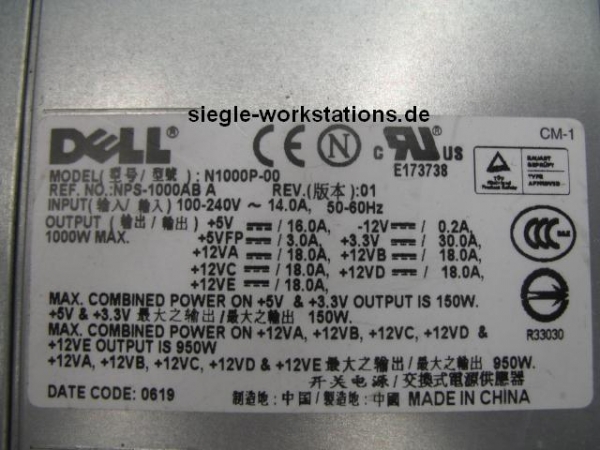 siegle-workstations.de
DELL® CE N c UR US CM-1
E173738
MODEL(型号/型號): N1000P-00
REF. NO.:NPS-1000AB A REV.(版本):01
INPUT(输入/輸入) 100-240V ~ 14.0A, 50-60Hz
OUTPUT (输出/輸出) +5V ⎓ / 16.0A, -12V ⎓ / 0.2A,
1000W MAX. +5VFP ⎓ / 3.0A, +3.3V ⎓ / 30.0A,
+12VA ⎓ / 18.0A, +12VB ⎓ / 18.0A,
+12VC ⎓ / 18.0A, +12VD ⎓ / 18.0A,
+12VE ⎓ / 18.0A,
MAX. COMBINED POWER ON +5V & +3.3V OUTPUT IS 150W.
+5V & +3.3V 最大之输出/最大之輸出 150W.
MAX. COMBINED POWER ON +12VA, +12VB, +12VC, +12VD &
+12VE OUTPUT IS 950W
+12VA, +12VB, +12VC, +12VD & +12VE 最大之输出/最大之輸出 950W.
开关电源/交換式電源供應器
DATE CODE: 0619 制造地:中国/製造地:中國 MADE IN CHINA
BAUART
GEPRÜFT
TYPE
APPROVED
CCC
R33030